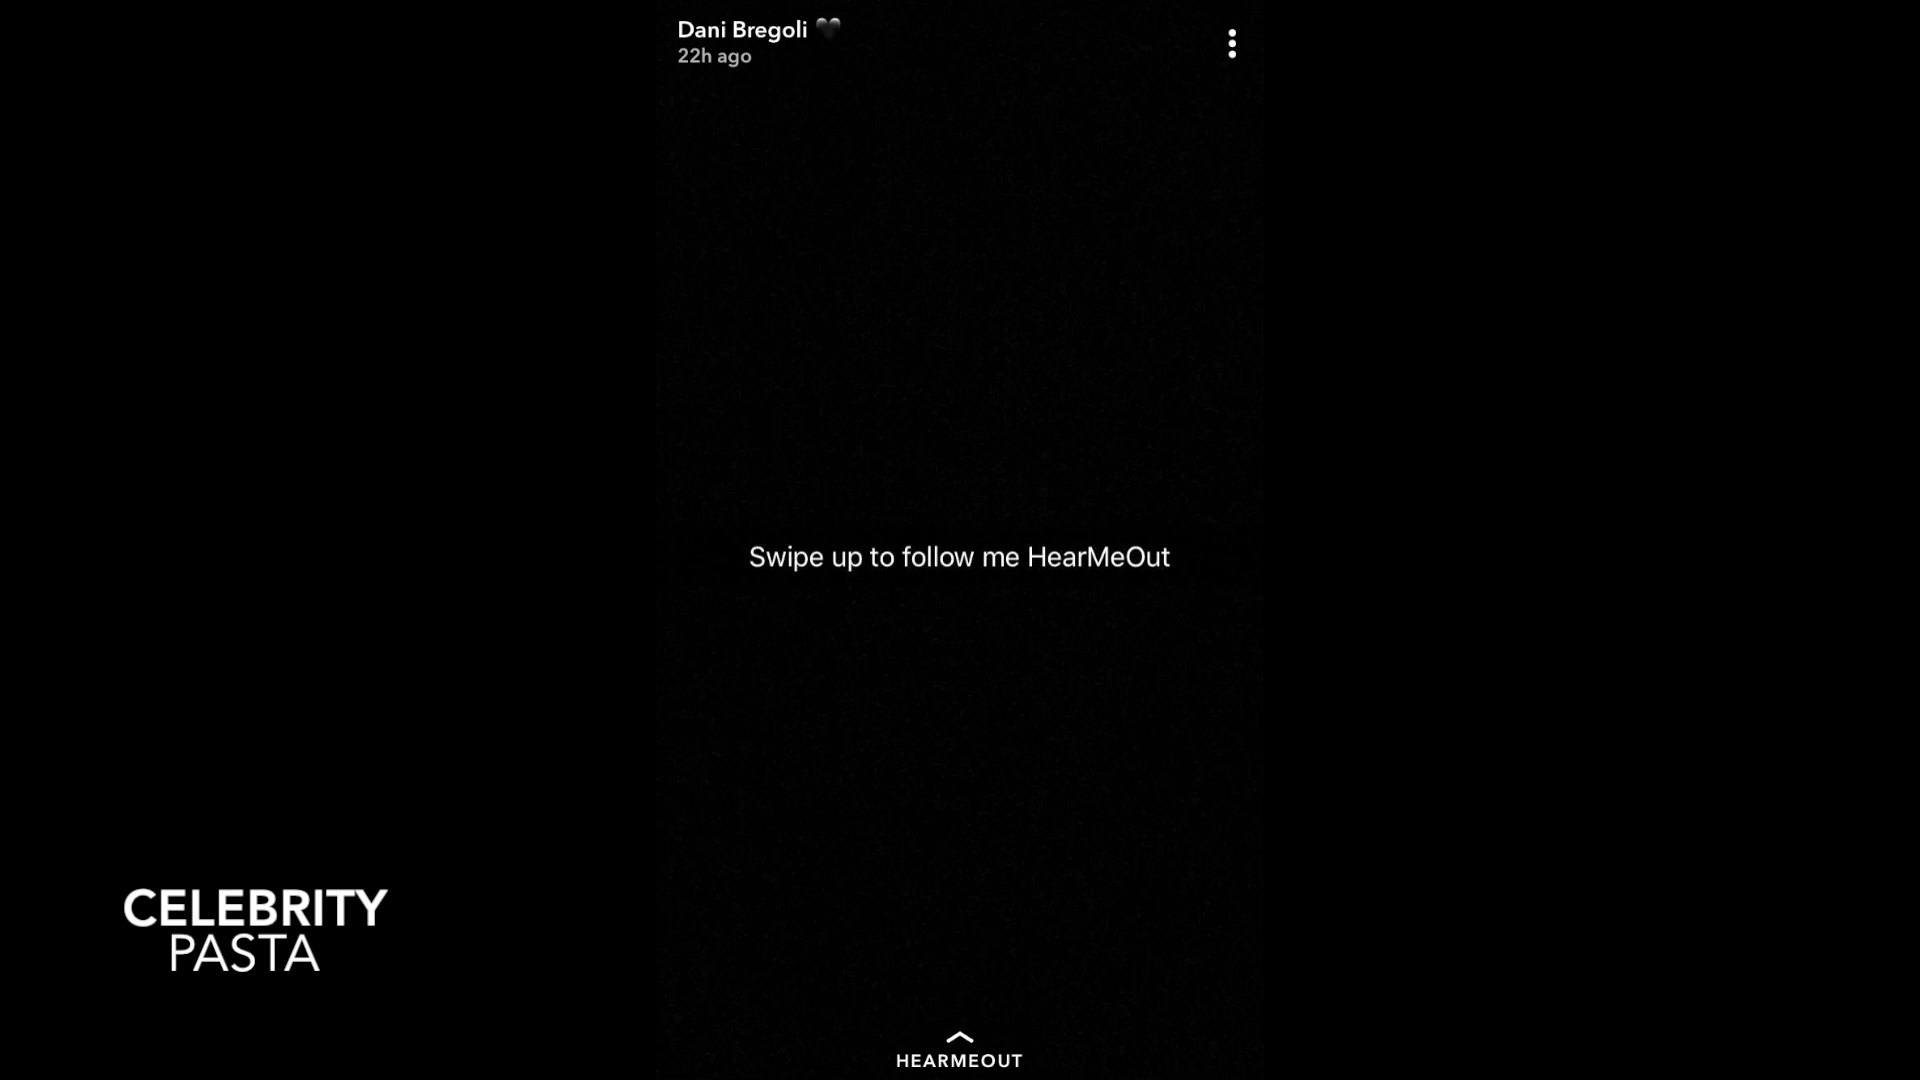 Dani Bregoli 🖤
22h ago
Swipe up to follow me HearMeOut
CELEBRITY
PASTA
HEARMEOUT